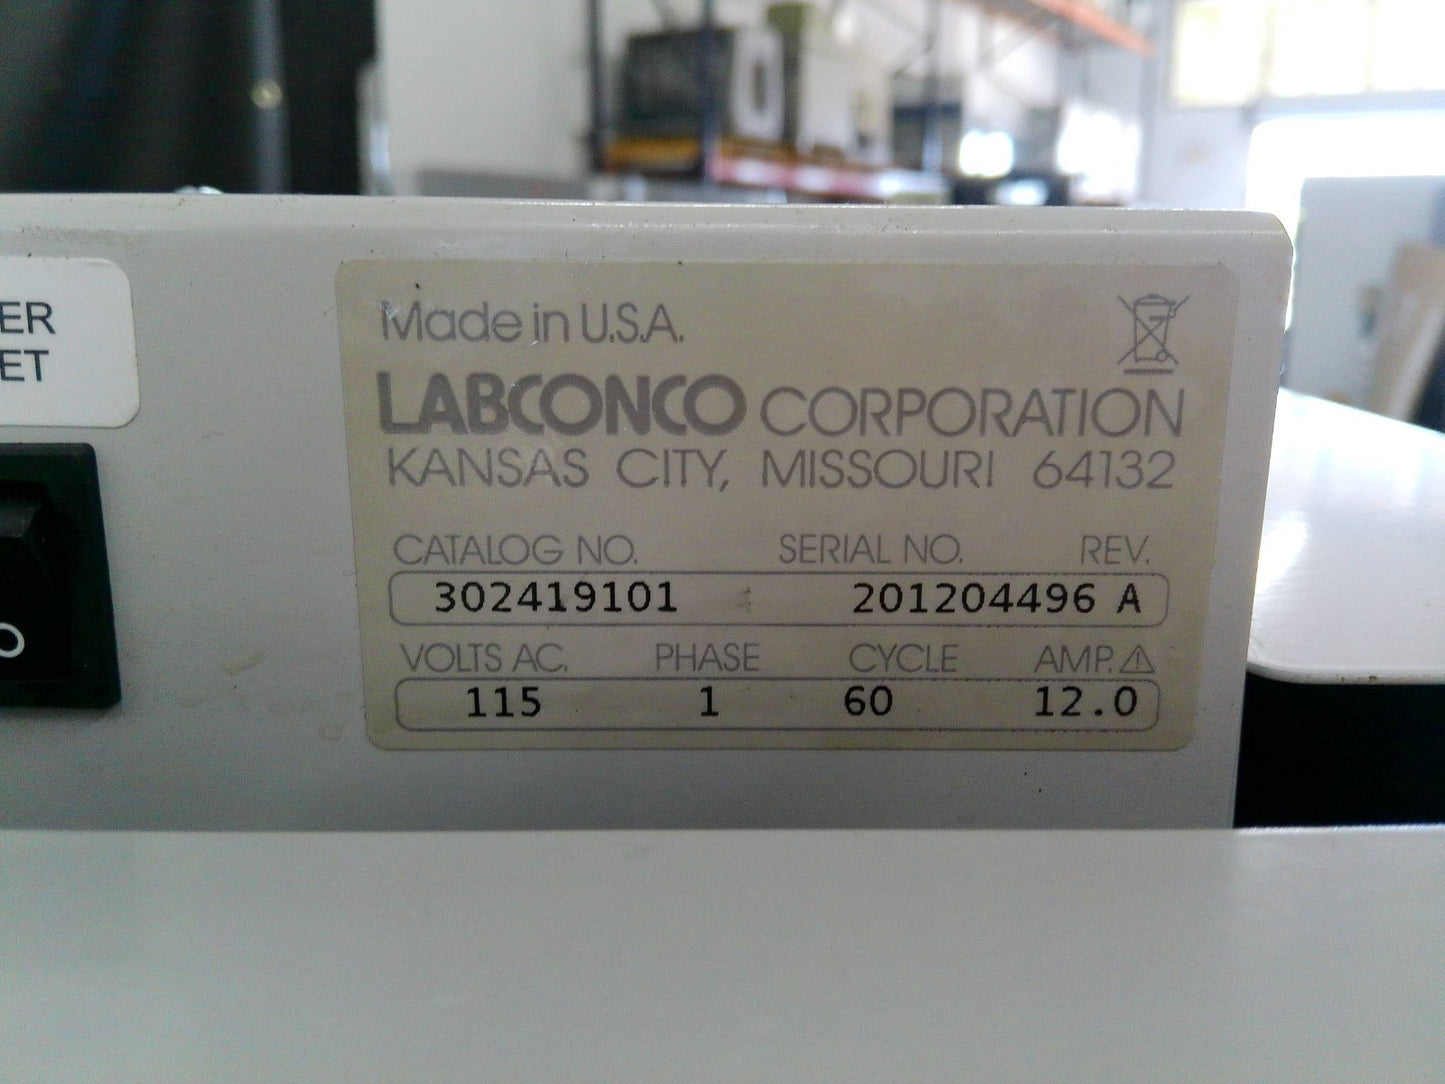 ER
ET
Made in U.S.A.
LABCONCO CORPORATION
KANSAS CITY, MISSOURI 64132
CATALOG NO. SERIAL NO. REV.
302419101 201204496 A
VOLTS AC. PHASE CYCLE AMP. ⚠
115 1 60 12.0
O